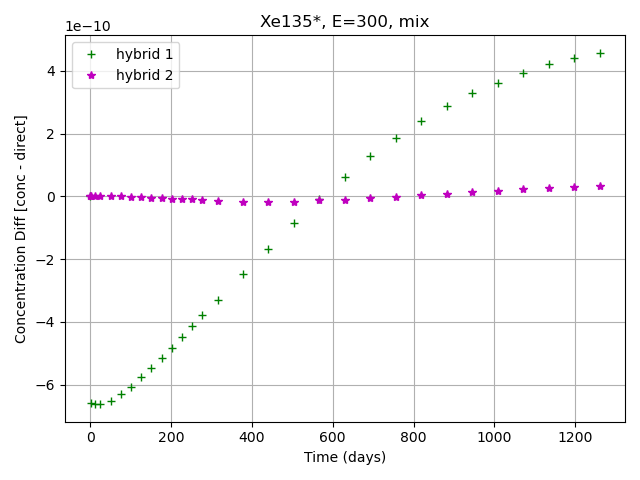 Xe135*, E=300, mix
1e−10
hybrid 1
hybrid 2
4
2
0
−2
−4
−6
Concentration Diff [conc - direct]
0 200 400 600 800 1000 1200
Time (days)